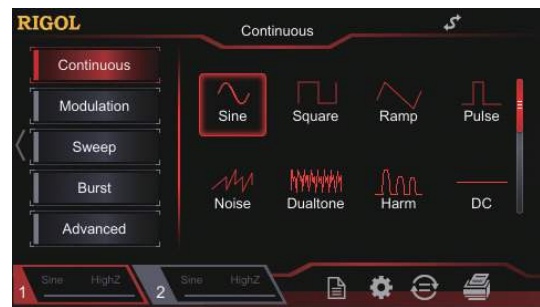 RIGOL
Continuous
Continuous
Modulation
Sweep
Burst
Advanced
Sine
Square
Ramp
Pulse
Noise
Dualtone
Harm
DC
1
Sine
HighZ
2
Sine
HighZ